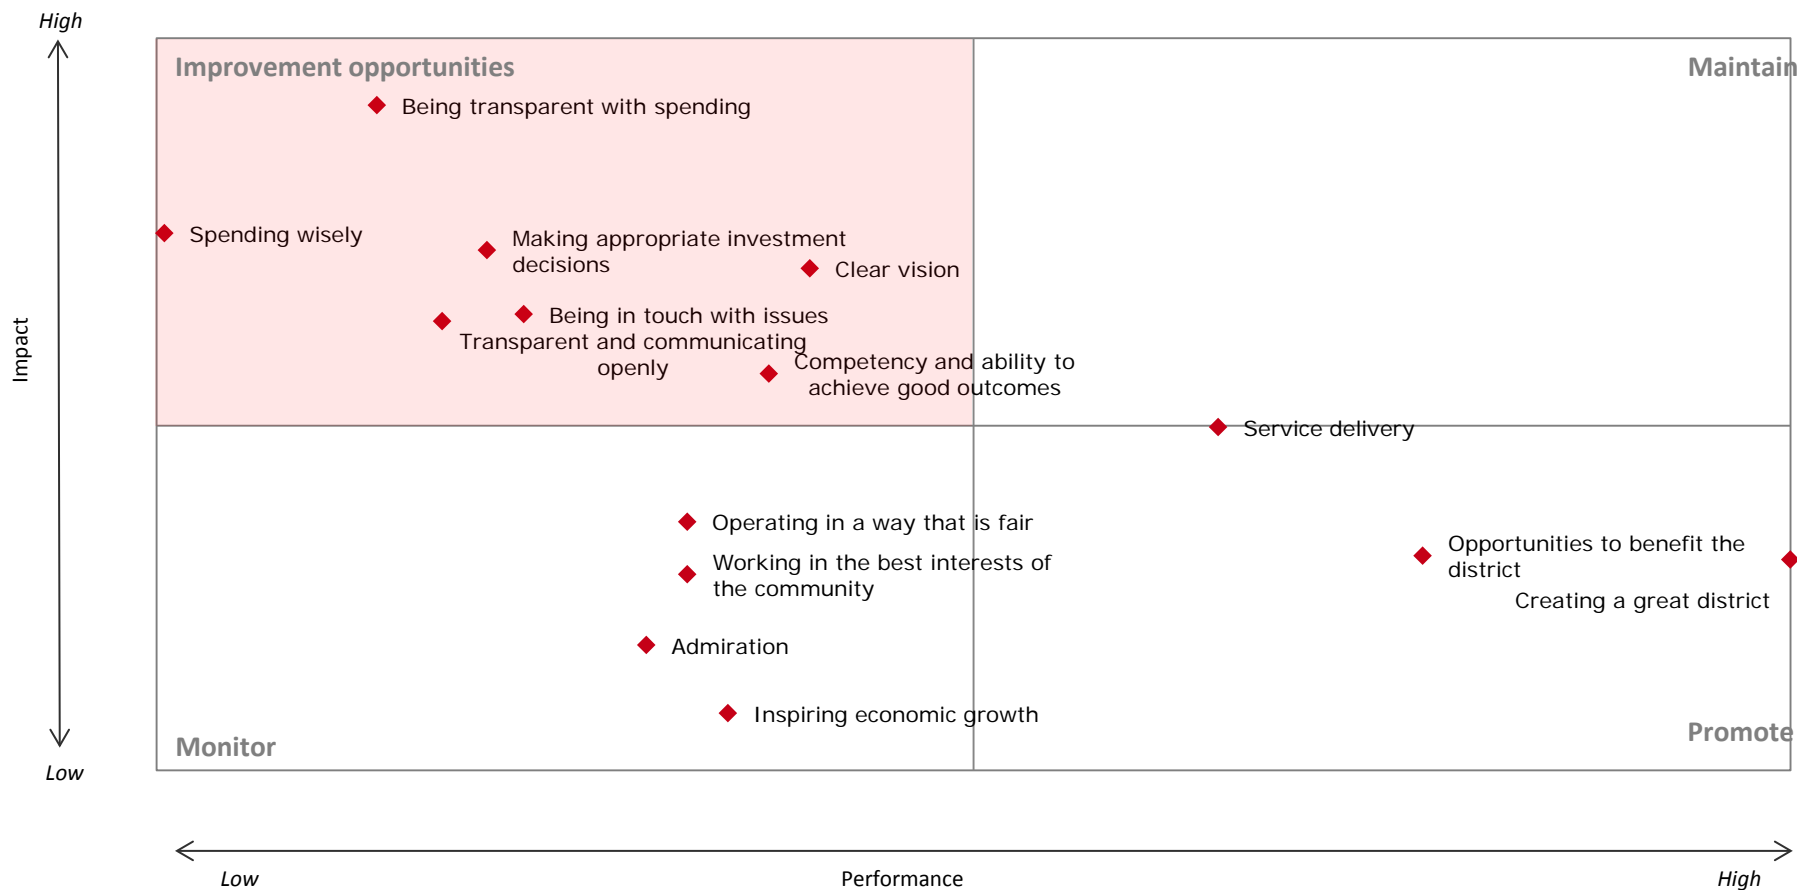 High
Improvement opportunities
Maintain
Being transparent with spending
Spending wisely
Making appropriate investment
decisions
Clear vision
Being in touch with issues
Transparent and communicating
openly
Competency and ability to
achieve good outcomes
Impact
Service delivery
Operating in a way that is fair
Working in the best interests of
the community
Opportunities to benefit the
district
Creating a great district
Admiration
Inspiring economic growth
Monitor
Promote
Low
Low
Performance
High